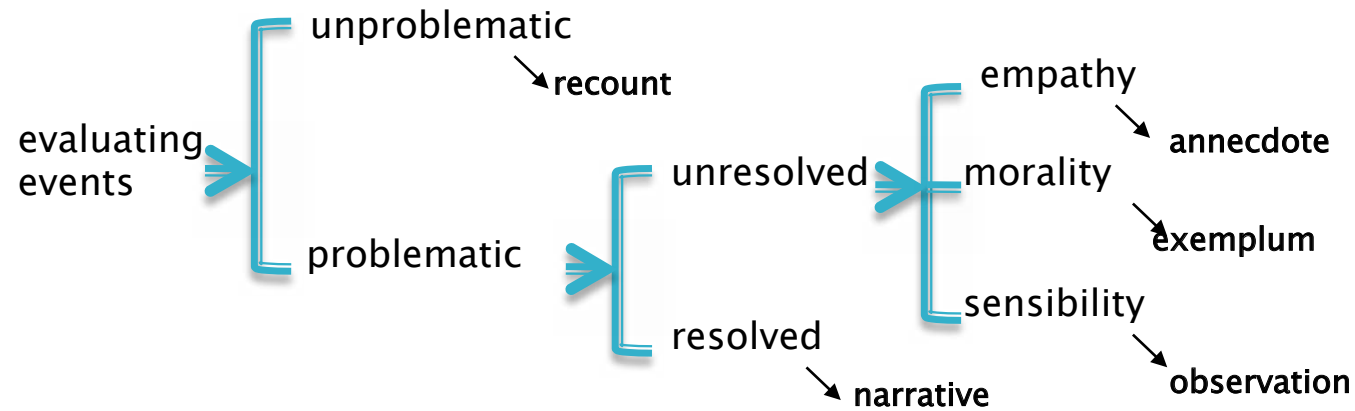 unproblematic
recount
evaluating
events
problematic
unresolved
resolved
narrative
empathy
annecdote
morality
exemplum
sensibility
observation